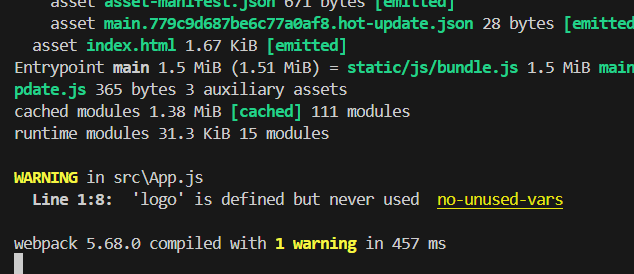 asset asset-manifest.json 671 bytes [emitted]
asset main.779c9d687be6c77a0af8.hot-update.json 28 bytes [emitte
asset index.html 1.67 KiB [emitted]
Entrypoint main 1.5 MiB (1.51 MiB) = static/js/bundle.js 1.5 MiB main
pdate.js 365 bytes 3 auxiliary assets
cached modules 1.38 MiB [cached] 111 modules
runtime modules 31.3 KiB 15 modules
WARNING in src\App.js
Line 1:8:  'logo' is defined but never used  no-unused-vars
webpack 5.68.0 compiled with 1 warning in 457 ms